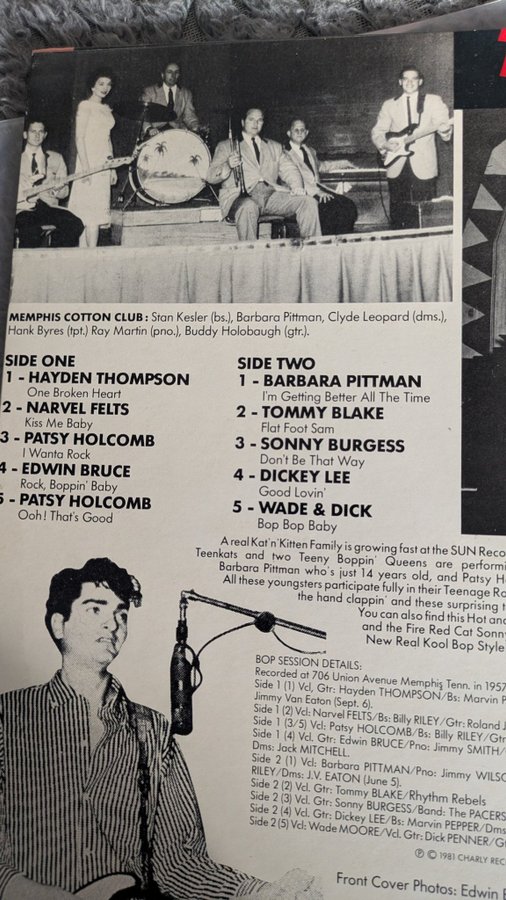 MEMPHIS COTTON CLUB : Stan Kesler (bs.), Barbara Pittman, Clyde Leopard (dms.),
Hank Byres (tpt.) Ray Martin (pno.), Buddy Holobaugh (gtr.).
SIDE ONE
1 - HAYDEN THOMPSON
One Broken Heart
2 - NARVEL FELTS
Kiss Me Baby
3 - PATSY HOLCOMB
I Wanta Rock
4 - EDWIN BRUCE
Rock, Boppin' Baby
5 - PATSY HOLCOMB
Ooh! That's Good
SIDE TWO
1 - BARBARA PITTMAN
I'm Getting Better All The Time
2 - TOMMY BLAKE
Flat Foot Sam
3 - SONNY BURGESS
Don't Be That Way
4 - DICKEY LEE
Good Lovin'
5 - WADE & DICK
Bop Bop Baby
A real Kat'n'Kitten Family is growing fast at the SUN Reco
Teenkats and two Teeny Boppin' Queens are performi
Barbara Pittman who's just 14 years old, and Patsy H
All these youngsters participate fully in their Teenage Ro
the hand clappin' and these surprising t
You can also find this Hot and
and the Fire Red Cat Sonn
New Real Kool Bop Style
BOP SESSION DETAILS:
Recorded at 706 Union Avenue Memphis Tenn. in 1957
Side 1 (1) Vcl. Gtr: Hayden THOMPSON/Bs: Marvin P
Jimmy Van Eaton (Sept. 6).
Side 1 (2) Vcl: Narvel FELTS/Bs: Billy RILEY/Gtr: Roland J
Side 1 (3/5) Vcl: Patsy HOLCOMB/Bs: Billy RILEY/Gtr
Side 1 (4) Vcl. Gtr: Edwin BRUCE/Pno: Jimmy SMITH/
Dms: Jack MITCHELL.
Side 2 (1) Vcl: Barbara PITTMAN/Pno: Jimmy WILSO
RILEY/Dms: J.V. EATON (June 5).
Side 2 (2) Vcl. Gtr: Tommy BLAKE/Rhythm Rebels
Side 2 (3) Vcl. Gtr: Sonny BURGESS/Band: The PACERS
Side 2 (4) Vcl. Gtr: Dickey LEE/Bs: Marvin PEPPER/Dms
Side 2 (5) Vcl: Wade MOORE/Vcl. Gtr: Dick PENNER/G
℗ © 1981 CHARLY REC
Front Cover Photos: Edwin